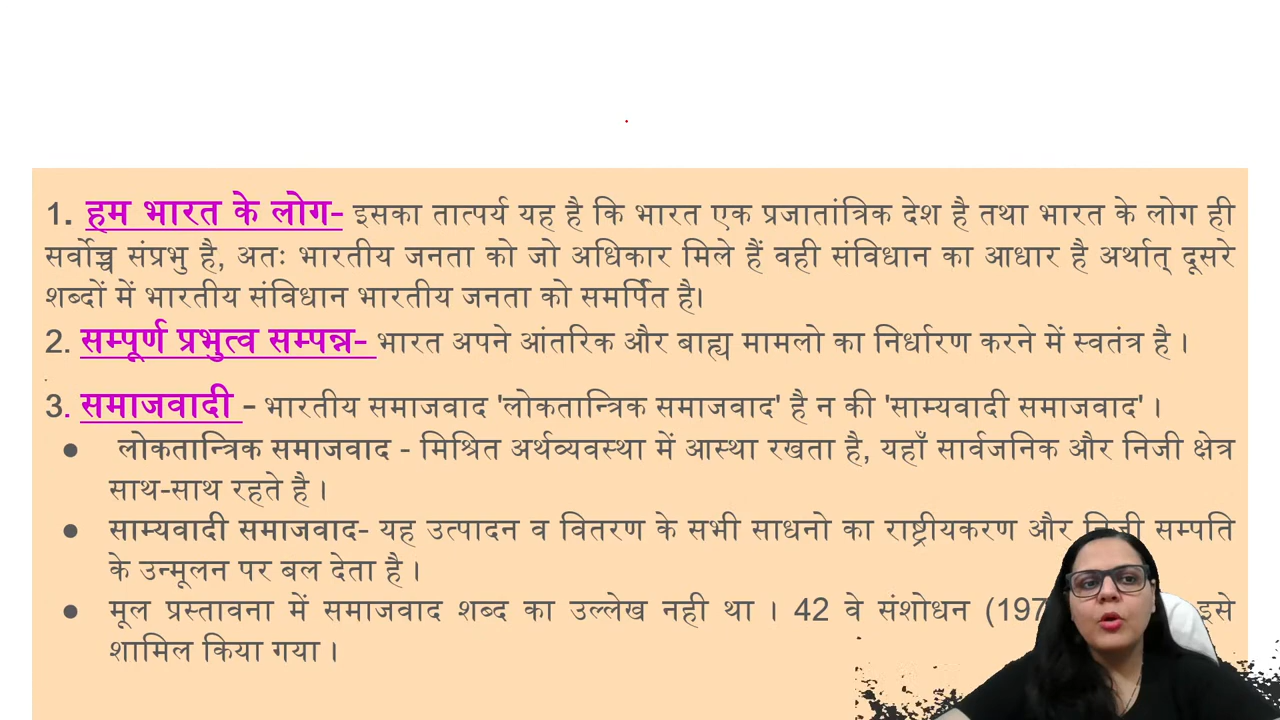 1. हम भारत के लोग- इसका तात्पर्य यह है कि भारत एक प्रजातांत्रिक देश है तथा भारत के लोग ही
सर्वोच्च संप्रभु है, अतः भारतीय जनता को जो अधिकार मिले हैं वही संविधान का आधार है अर्थात् दूसरे
शब्दों में भारतीय संविधान भारतीय जनता को समर्पित है।
2. सम्पूर्ण प्रभुत्व सम्पन्न- भारत अपने आंतरिक और बाह्य मामलो का निर्धारण करने में स्वतंत्र है ।
3. समाजवादी - भारतीय समाजवाद 'लोकतान्त्रिक समाजवाद' है न की 'साम्यवादी समाजवाद' ।
● लोकतान्त्रिक समाजवाद - मिश्रित अर्थव्यवस्था में आस्था रखता है, यहाँ सार्वजनिक और निजी क्षेत्र
साथ-साथ रहते है ।
● साम्यवादी समाजवाद- यह उत्पादन व वितरण के सभी साधनो का राष्ट्रीयकरण और निजी सम्पति
के उन्मूलन पर बल देता है ।
● मूल प्रस्तावना में समाजवाद शब्द का उल्लेख नही था । 42 वे संशोधन (197 इसे
शामिल किया गया ।